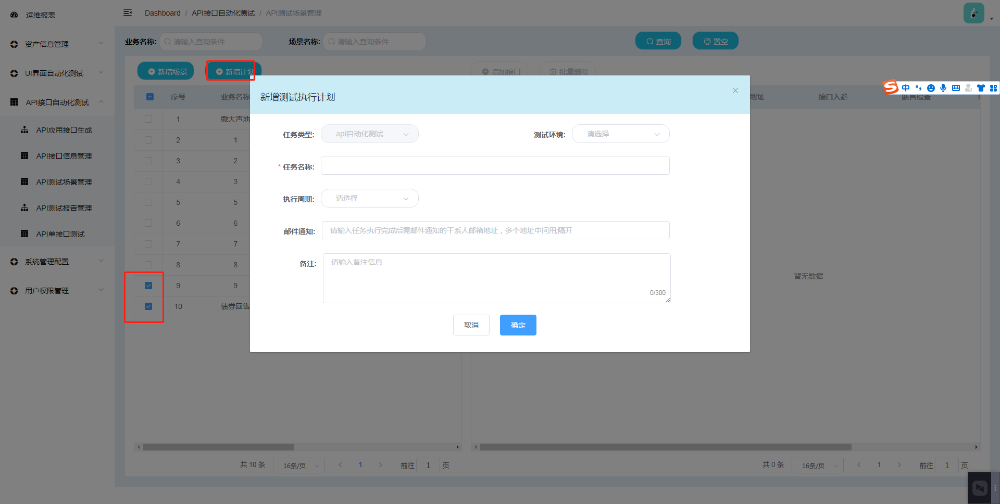 运维报表
资产信息管理
UI界面自动化测试
API接口自动化测试
API应用接口生成
API接口信息管理
API测试场景管理
API测试报告管理
API单接口测试
系统管理配置
用户权限管理
Dashboard / API接口自动化测试 / API测试场景管理
业务名称: 请输入查询条件 场景名称: 请输入查询条件 查询 置空
新增场景 新增计划 增加接口 批量删除
序号 业务名称 地址 接口入参 断言检查
1 撒大声地
2 1
3 2
4 3
5 5
6 6
7 7
8 8
9 9
10 债券回售
暂无数据
新增测试执行计划
任务类型: api自动化测试 测试环境: 请选择
* 任务名称:
执行周期: 请选择
邮件通知: 请输入任务执行完成后需邮件通知的干系人邮箱地址，多个地址中间用;隔开
备注: 请输入备注信息
0/300
取消 确定
中
共 10 条 16条/页 1 前往 1 页
共 0 条 16条/页 1 前往 1 页